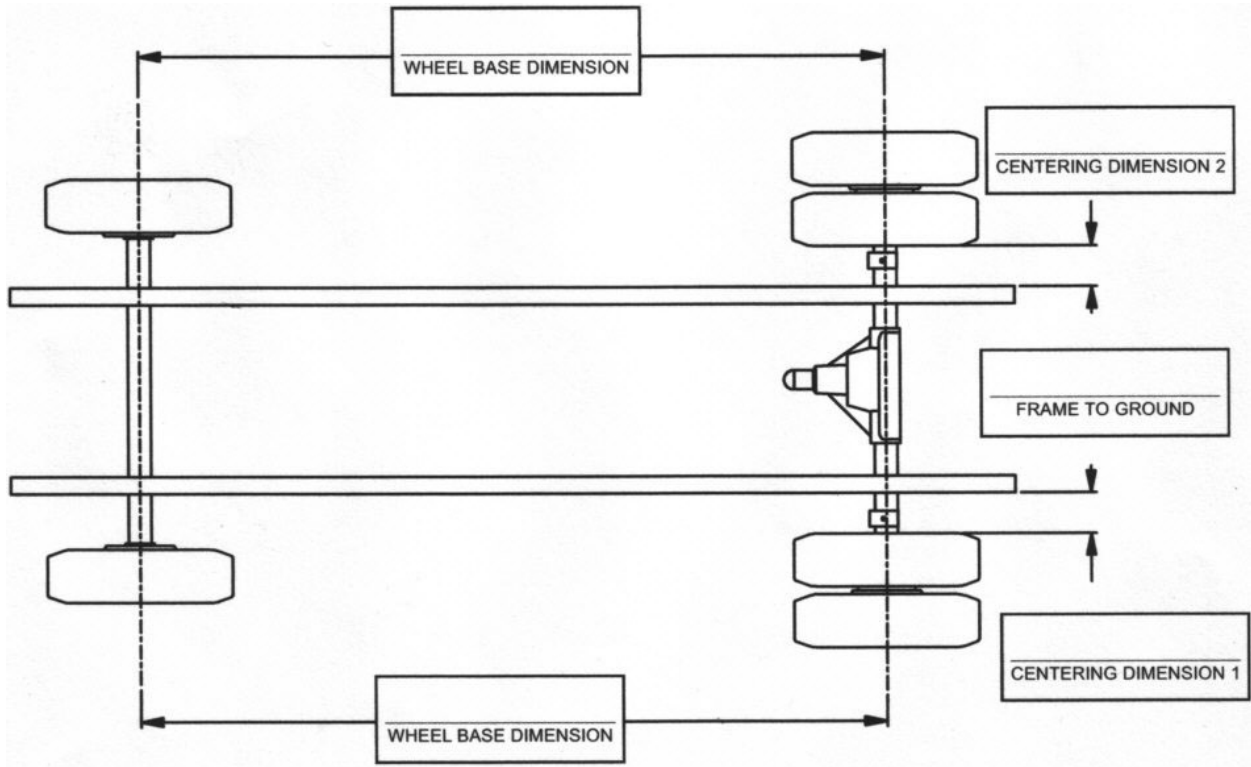 WHEEL BASE DIMENSION
CENTERING DIMENSION 2
FRAME TO GROUND
CENTERING DIMENSION 1
WHEEL BASE DIMENSION